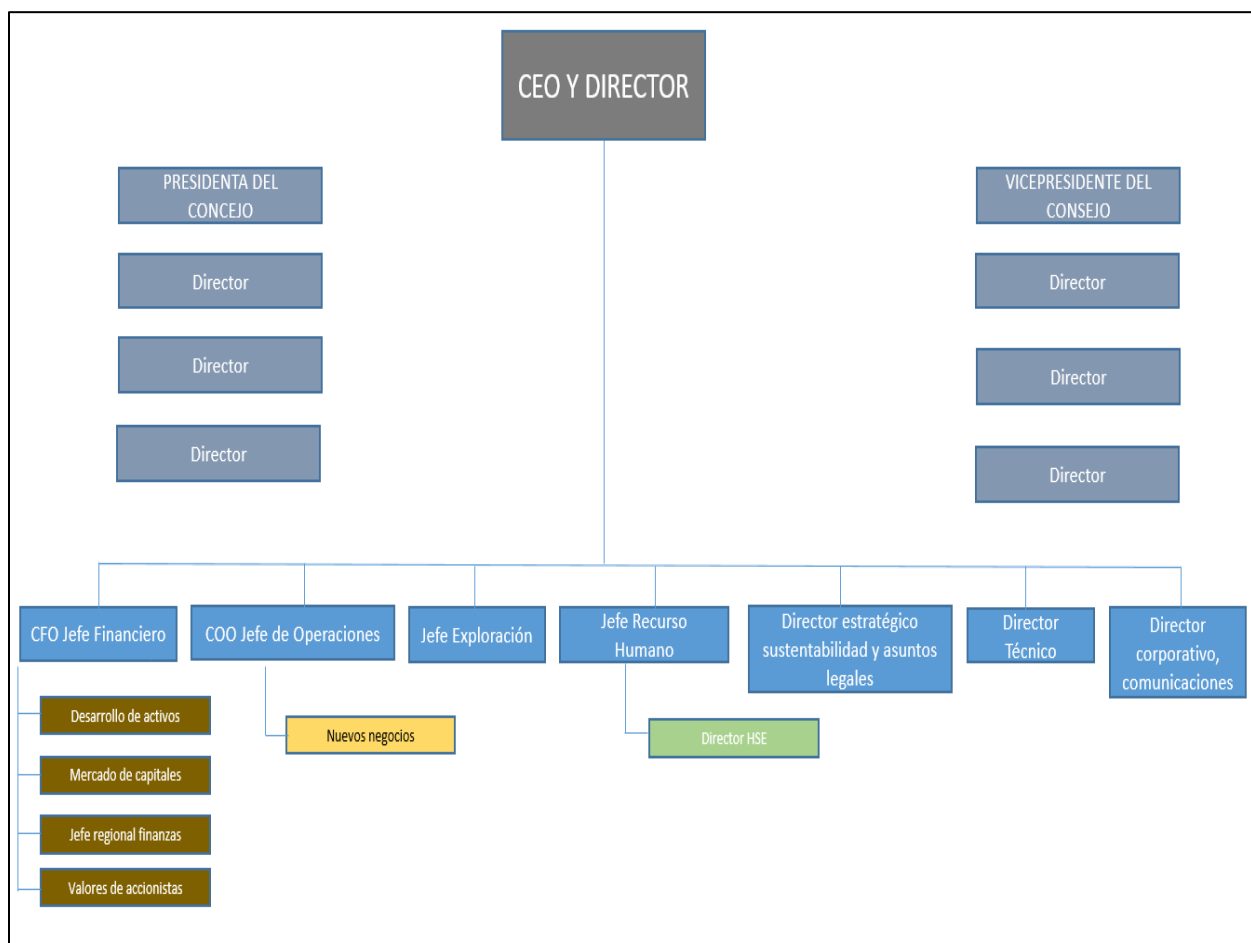 CEO Y DIRECTOR
PRESIDENTA DEL
CONCEJO
VICEPRESIDENTE DEL
CONSEJO
Director
Director
Director
Director
Director
Director
CFO Jefe Financiero
COO Jefe de Operaciones
Jefe Exploración
Jefe Recurso
Humano
Director estratégico
sustentabilidad y asuntos
legales
Director
Técnico
Director
corporativo,
comunicaciones
Desarrollo de activos
Nuevos negocios
Director HSE
Mercado de capitales
Jefe regional finanzas
Valores de accionistas